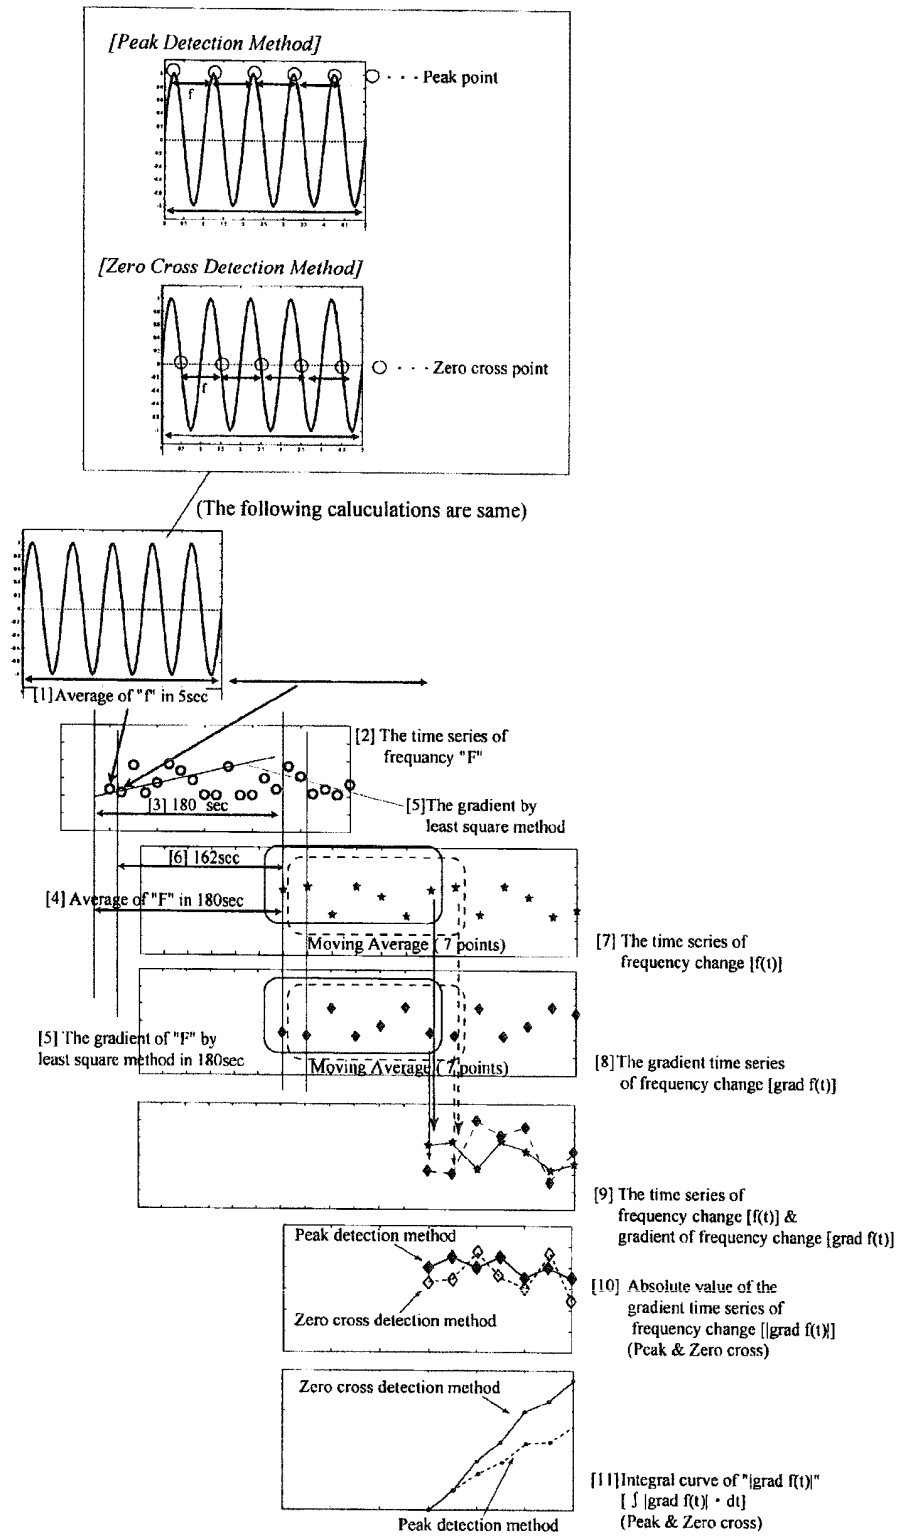 [Peak Detection Method]
f
· · · Peak point
[Zero Cross Detection Method]
f
· · · Zero cross point
(The following caluculations are same)
[1] Average of "f" in 5sec
[2] The time series of
frequancy "F"
[3] 180 sec
[5] The gradient by
least square method
[6] 162sec
[4] Average of "F" in 180sec
Moving Average ( 7 points)
[7] The time series of
frequency change [f(t)]
[5] The gradient of "F" by
least square method in 180sec
Moving Average ( 7 points)
[8] The gradient time series
of frequency change [grad f(t)]
[9] The time series of
frequency change [f(t)] &
gradient of frequency change [grad f(t)]
Peak detection method
Zero cross detection method
[10] Absolute value of the
gradient time series of
frequency change [|grad f(t)|]
(Peak & Zero cross)
Zero cross detection method
Peak detection method
[11] Integral curve of "|grad f(t)|"
[ ∫ |grad f(t)| · dt]
(Peak & Zero cross)